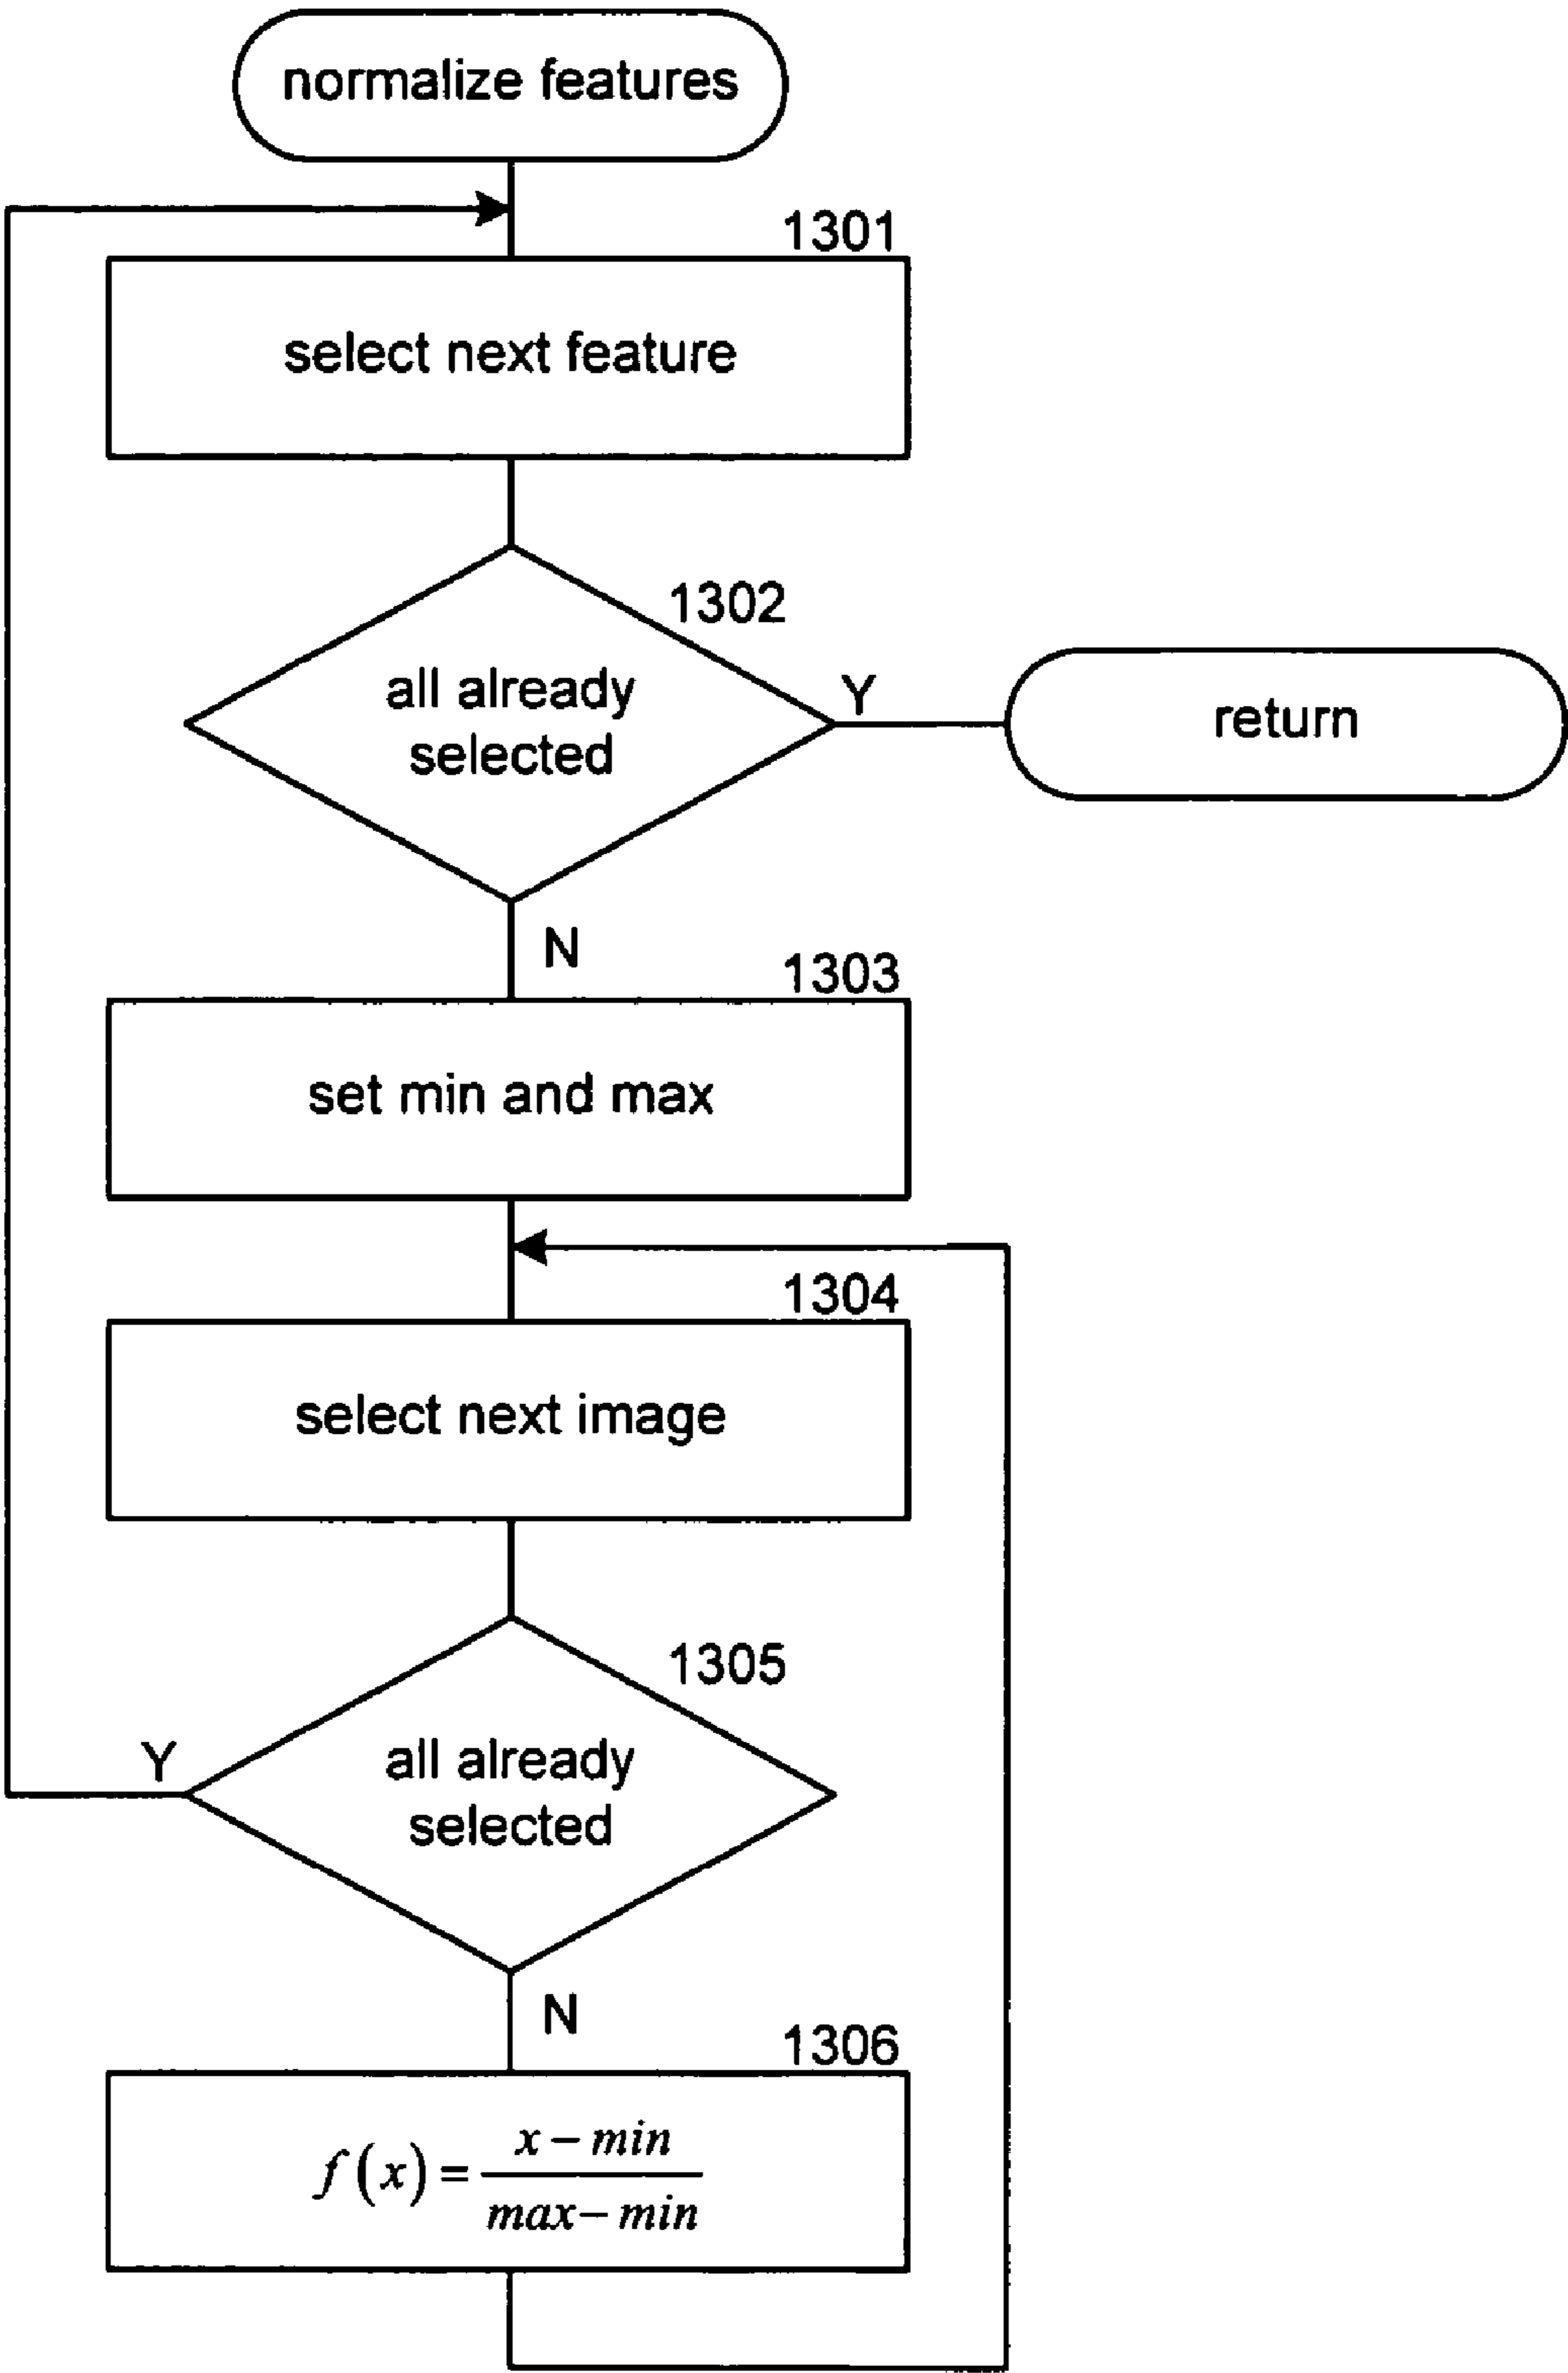 normalize features
1301
select next feature
1302
all already
selected
Y
return
N
1303
set min and max
1304
select next image
1305
all already
selected
Y
N
1306
f(x) = x – min / max – min